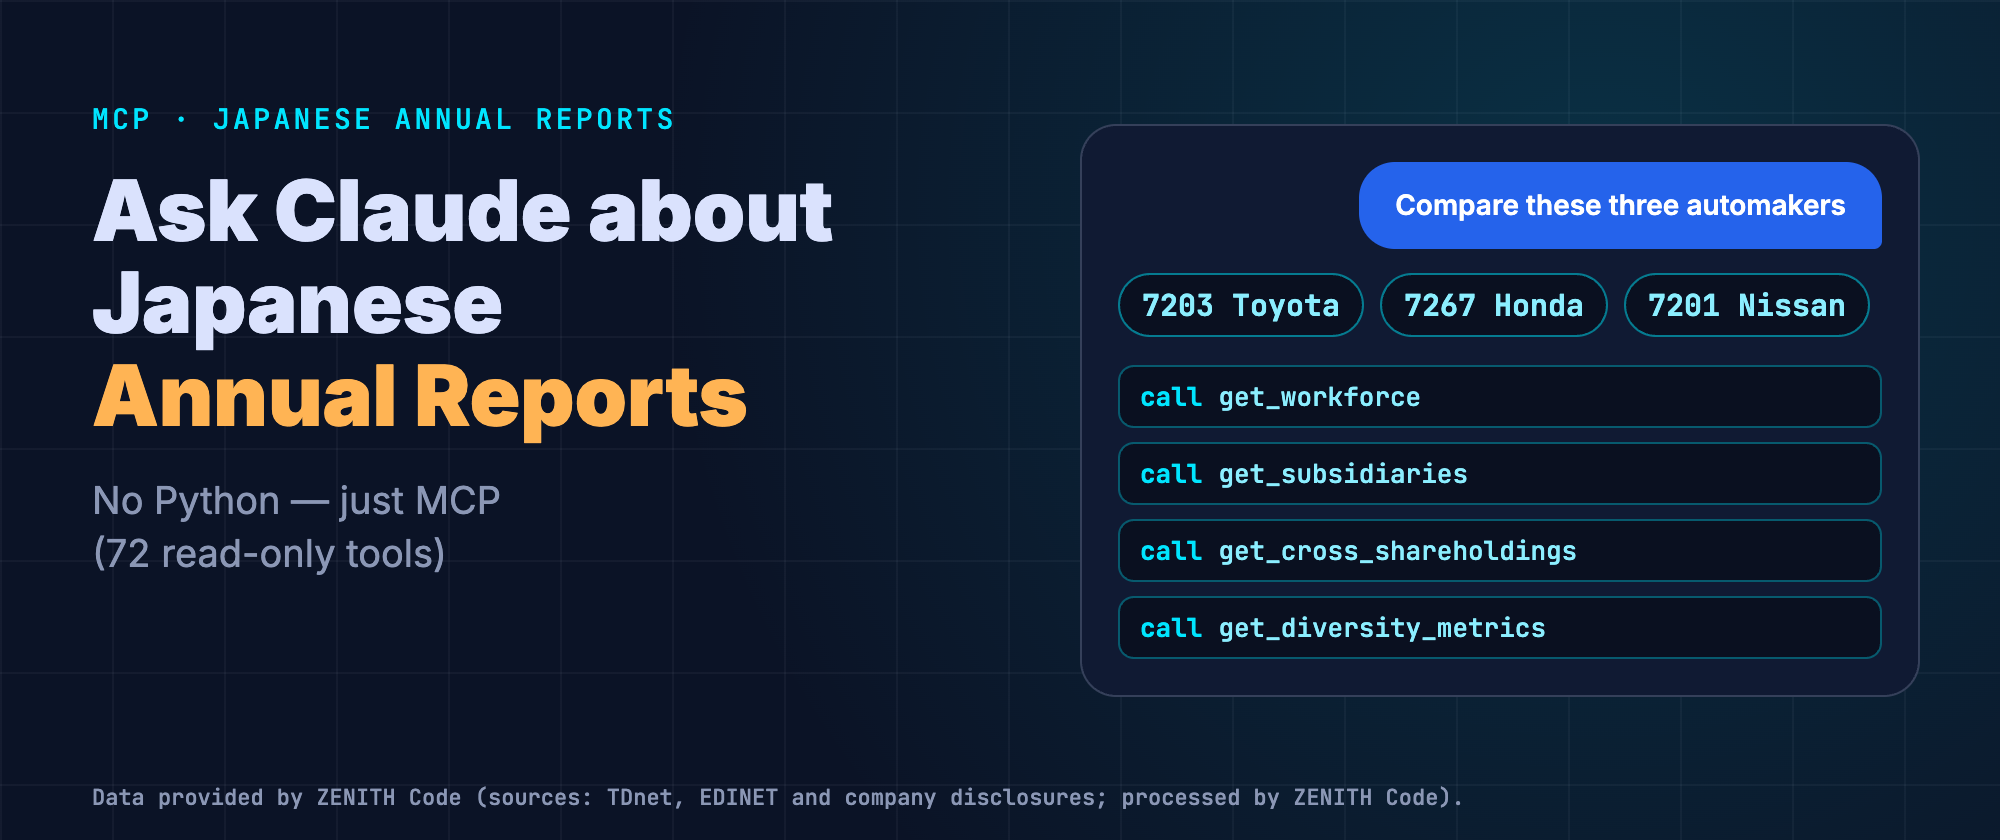 MCP · JAPANESE ANNUAL REPORTS
Ask Claude about
Japanese
Annual Reports
No Python — just MCP
(72 read-only tools)
Compare these three automakers
7203 Toyota 7267 Honda 7201 Nissan
call get_workforce
call get_subsidiaries
call get_cross_shareholdings
call get_diversity_metrics
Data provided by ZENITH Code (sources: TDnet, EDINET and company disclosures; processed by ZENITH Code).